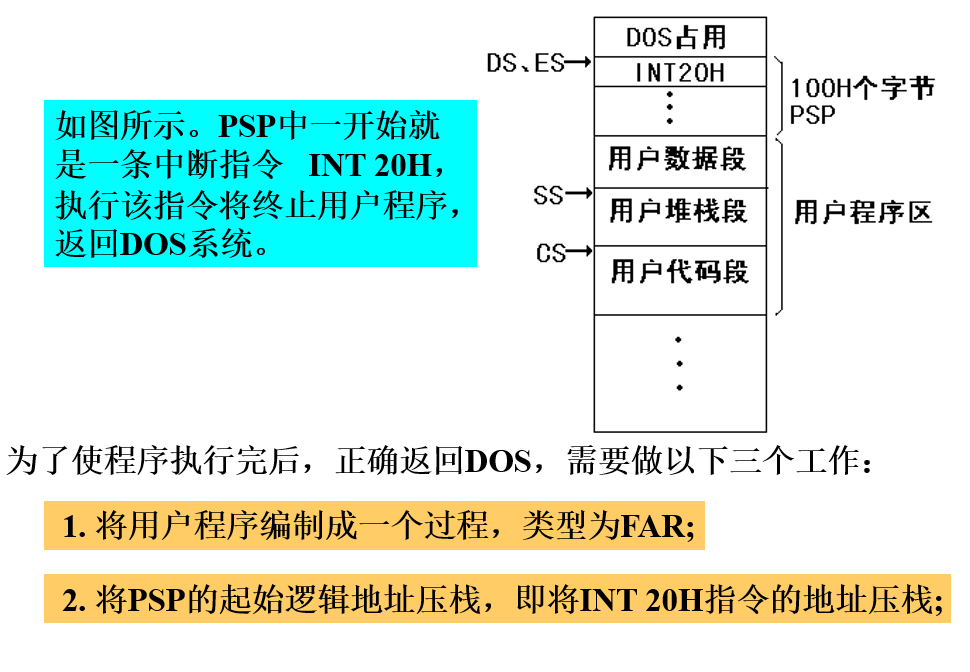 DOS占用
DS、ES→
INT20H
100H个字节
PSP
如图所示。PSP中一开始就
是一条中断指令 INT 20H，
执行该指令将终止用户程序，
返回DOS系统。
用户数据段
SS→
用户堆栈段
用户程序区
CS→
用户代码段
为了使程序执行完后，正确返回DOS，需要做以下三个工作：
1. 将用户程序编制成一个过程，类型为FAR;
2. 将PSP的起始逻辑地址压栈，即将INT 20H指令的地址压栈;